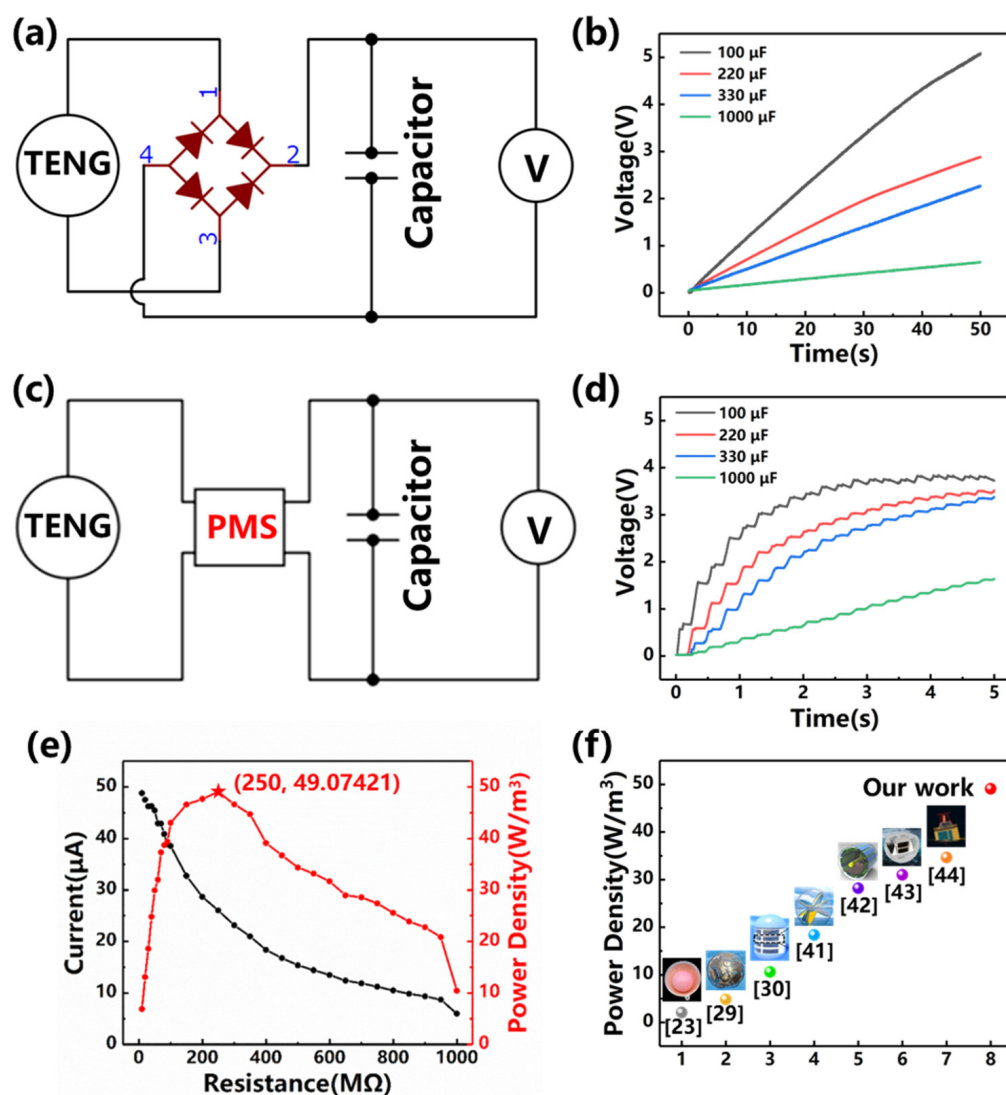 (a)
TENG
1
2
3
4
Capacitor
V
(b)
Voltage(V)
5
4
3
2
1
0
100 μF
220 μF
330 μF
1000 μF
0 10 20 30 40 50
Time(s)
(c)
TENG
PMS
Capacitor
V
(d)
Voltage(V)
5
4
3
2
1
0
100 μF
220 μF
330 μF
1000 μF
0 1 2 3 4 5
Time(s)
(e)
Current(μA)
50
40
30
20
10
0
(250, 49.07421)
50
40
30
20
10
0
Power Density(W/m³)
0 200 400 600 800 1000
Resistance(MΩ)
(f)
Power Density(W/m³)
50
40
30
20
10
0
Our work
[44]
[43]
[42]
[41]
[30]
[29]
[23]
1 2 3 4 5 6 7 8